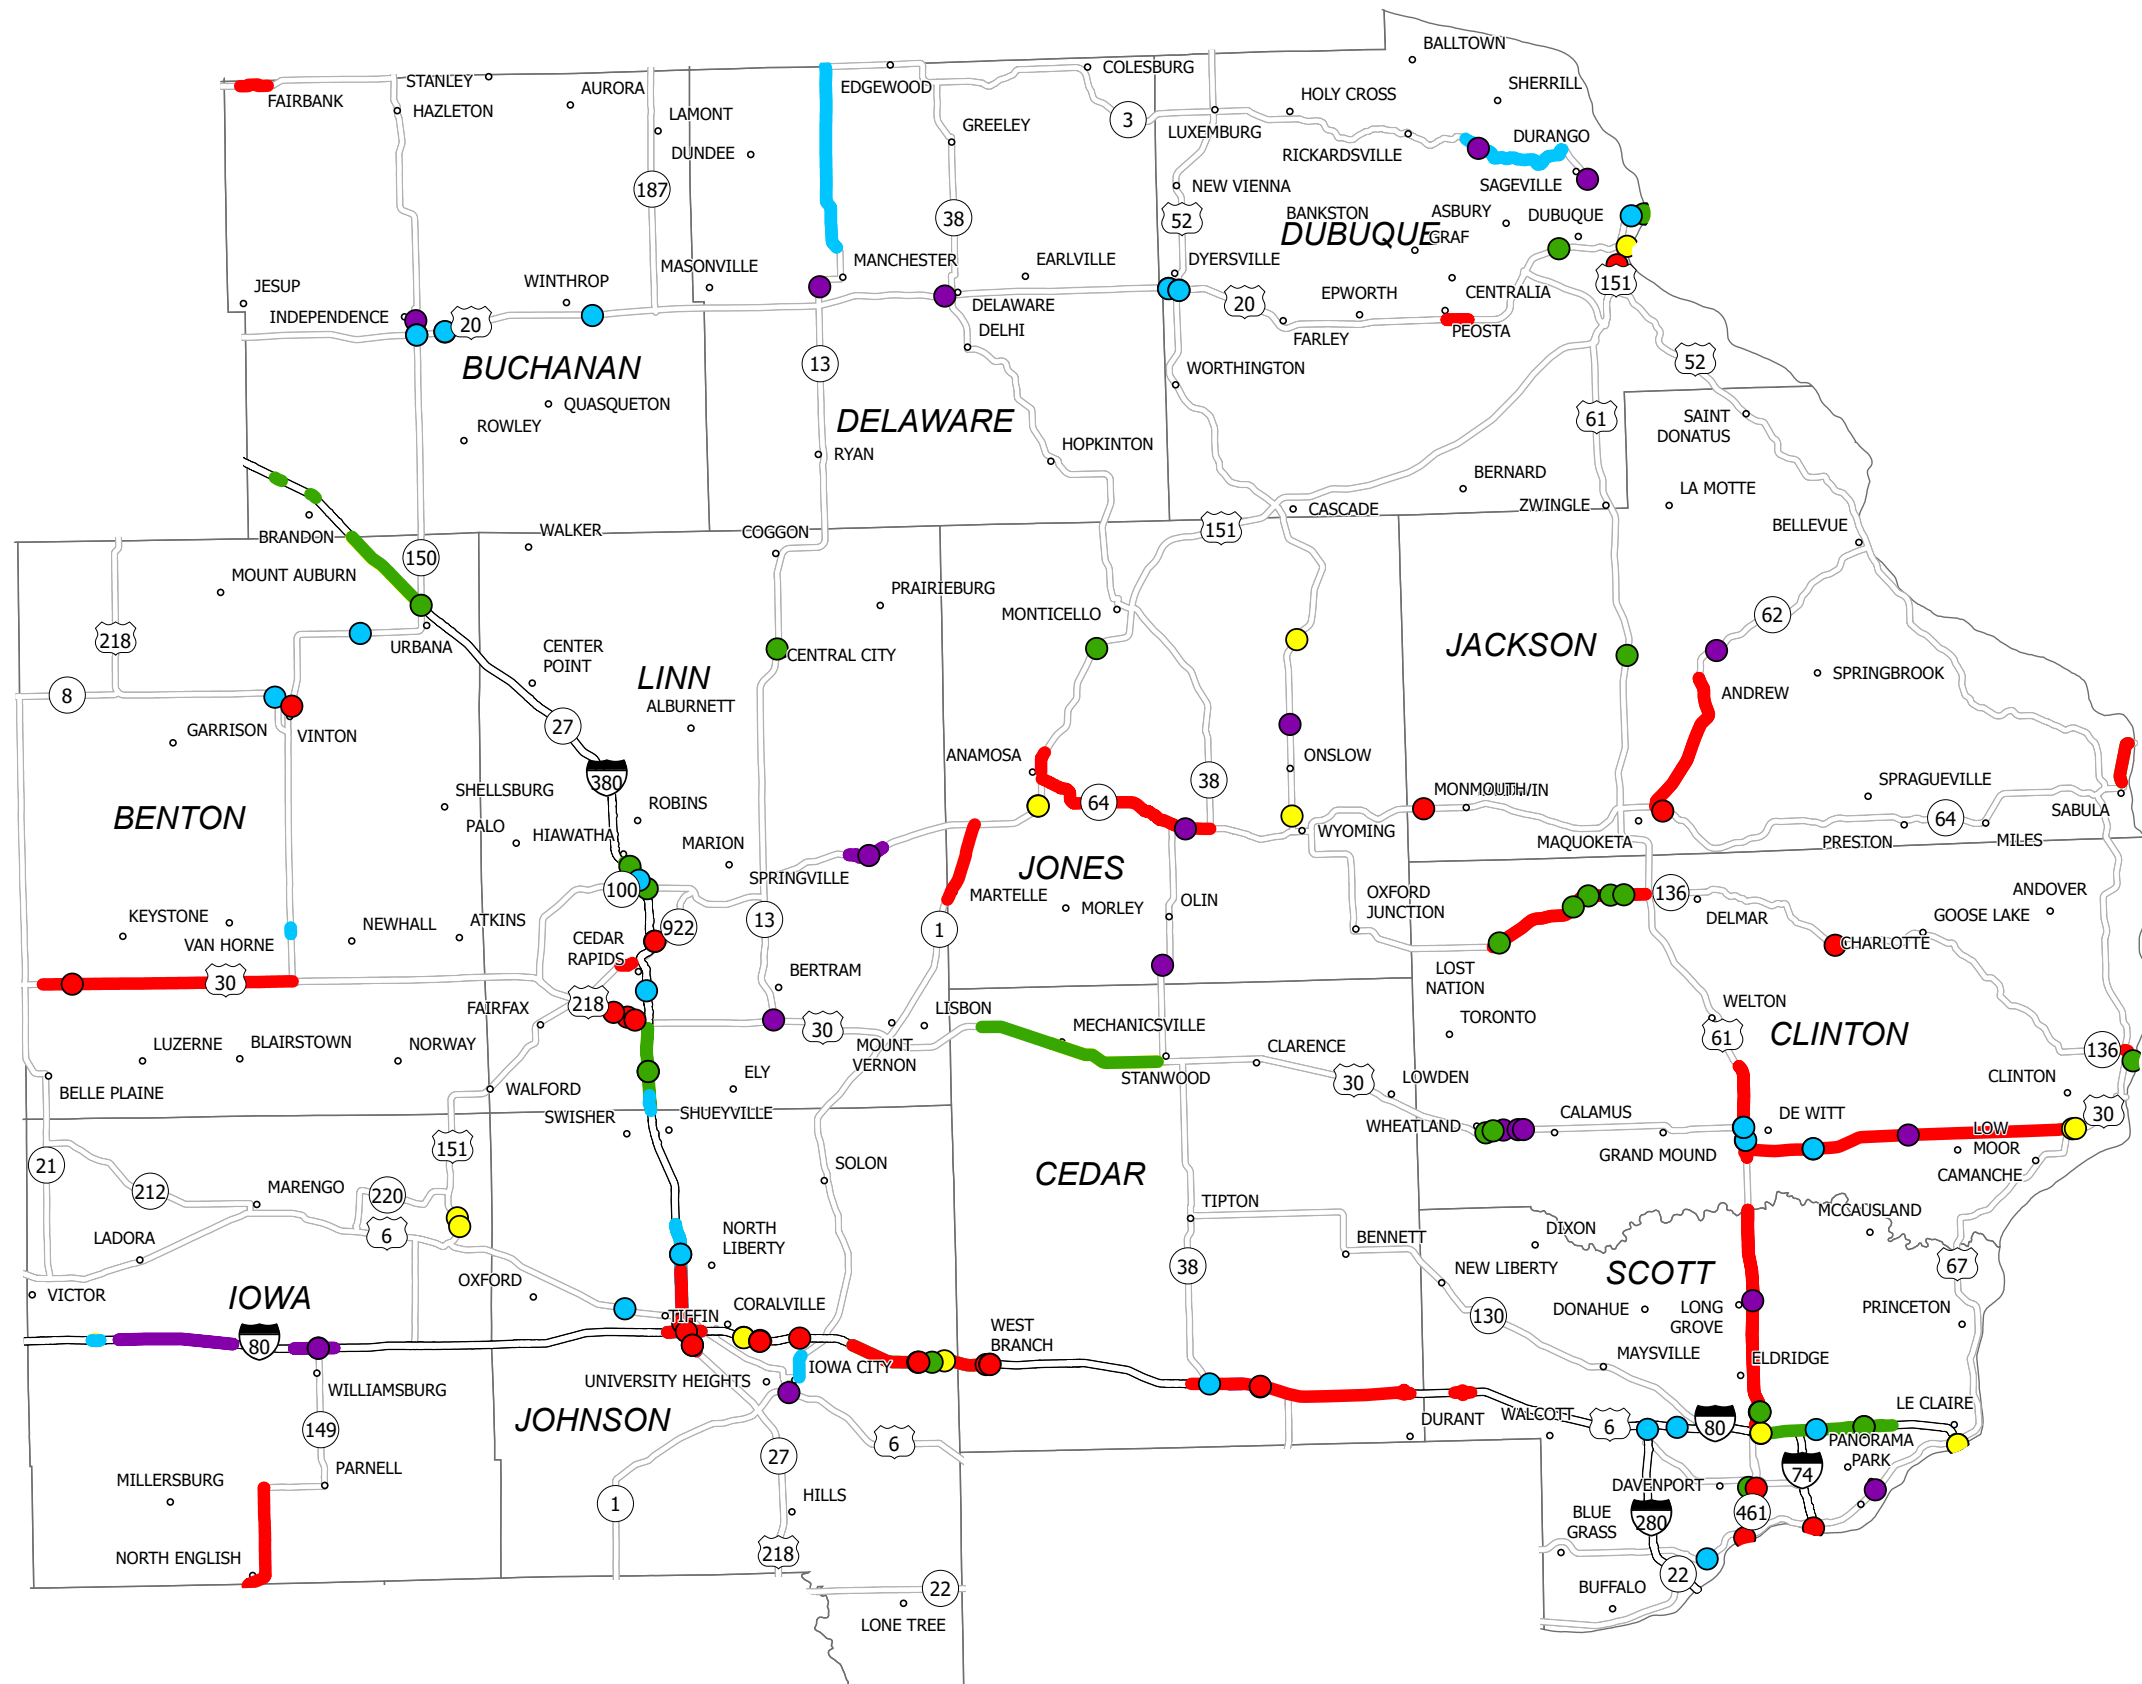 BALLTOWN
COLESBURG
STANLEY
EDGEWOOD
SHERRILL
AURORA
HOLY CROSS
FAIRBANK
HAZLETON
LAMONT
GREELEY
3
LUXEMBURG
DURANGO
DUNDEE
RICKARDSVILLE
187
NEW VIENNA
SAGEVILLE
38
52
BANKSTON
ASBURY
DUBUQUE
DUBUQUE
GRAF
MASONVILLE
MANCHESTER
EARLVILLE
DYERSVILLE
JESUP
WINTHROP
151
INDEPENDENCE
20
DELAWARE
20
EPWORTH
CENTRALIA
DELHI
FARLEY
PEOSTA
BUCHANAN
13
WORTHINGTON
52
QUASQUETON
ROWLEY
DELAWARE
61
SAINT
DONATUS
RYAN
HOPKINTON
BERNARD
LA MOTTE
CASCADE
ZWINGLE
BRANDON
WALKER
COGGON
151
BELLEVUE
150
MOUNT AUBURN
PRAIRIEBURG
MONTICELLO
62
218
URBANA
CENTER
POINT
LINN
CENTRAL CITY
JACKSON
SPRINGBROOK
8
ALBURNETT
ANDREW
GARRISON
VINTON
27
ANAMOSA
ONSLOW
380
38
SPRAGUEVILLE
SHELLSBURG
ROBINS
64
MONMOUTH
SABULA
BENTON
PALO
HIAWATHA
MARION
WYOMING
64
MAQUOKETA
PRESTON
MILES
JONES
SPRINGVILLE
100
MARTELLE
MORLEY
OLIN
OXFORD
JUNCTION
136
DELMAR
ANDOVER
GOOSE LAKE
KEYSTONE
NEWHALL
ATKINS
922
13
1
VAN HORNE
CEDAR
RAPIDS
CHARLOTTE
30
BERTRAM
LOST
NATION
218
FAIRFAX
LISBON
WELTON
TORONTO
30
MECHANICSVILLE
61
CLINTON
LUZERNE
BLAIRSTOWN
NORWAY
MOUNT
VERNON
CLARENCE
136
BELLE PLAINE
WALFORD
ELY
STANWOOD
30
LOWDEN
CLINTON
SWISHER
SHUEYVILLE
WHEATLAND
CALAMUS
DE WITT
30
151
LOW
MOOR
GRAND MOUND
21
SOLON
CEDAR
CAMANCHE
212
MARENGO
220
TIPTON
MCCAUSLAND
6
LADORA
NORTH
LIBERTY
BENNETT
DIXON
38
67
OXFORD
NEW LIBERTY
SCOTT
VICTOR
IOWA
TIFFIN
CORALVILLE
130
DONAHUE
LONG
GROVE
PRINCETON
80
WEST
BRANCH
MAYSVILLE
ELDRIDGE
IOWA CITY
WILLIAMSBURG
UNIVERSITY HEIGHTS
DURANT
WALCOTT
6
80
LE CLAIRE
149
JOHNSON
6
PANORAMA
PARK
27
PARNELL
74
MILLERSBURG
DAVENPORT
1
HILLS
BLUE
GRASS
280
461
NORTH ENGLISH
218
22
BUFFALO
22
LONE TREE